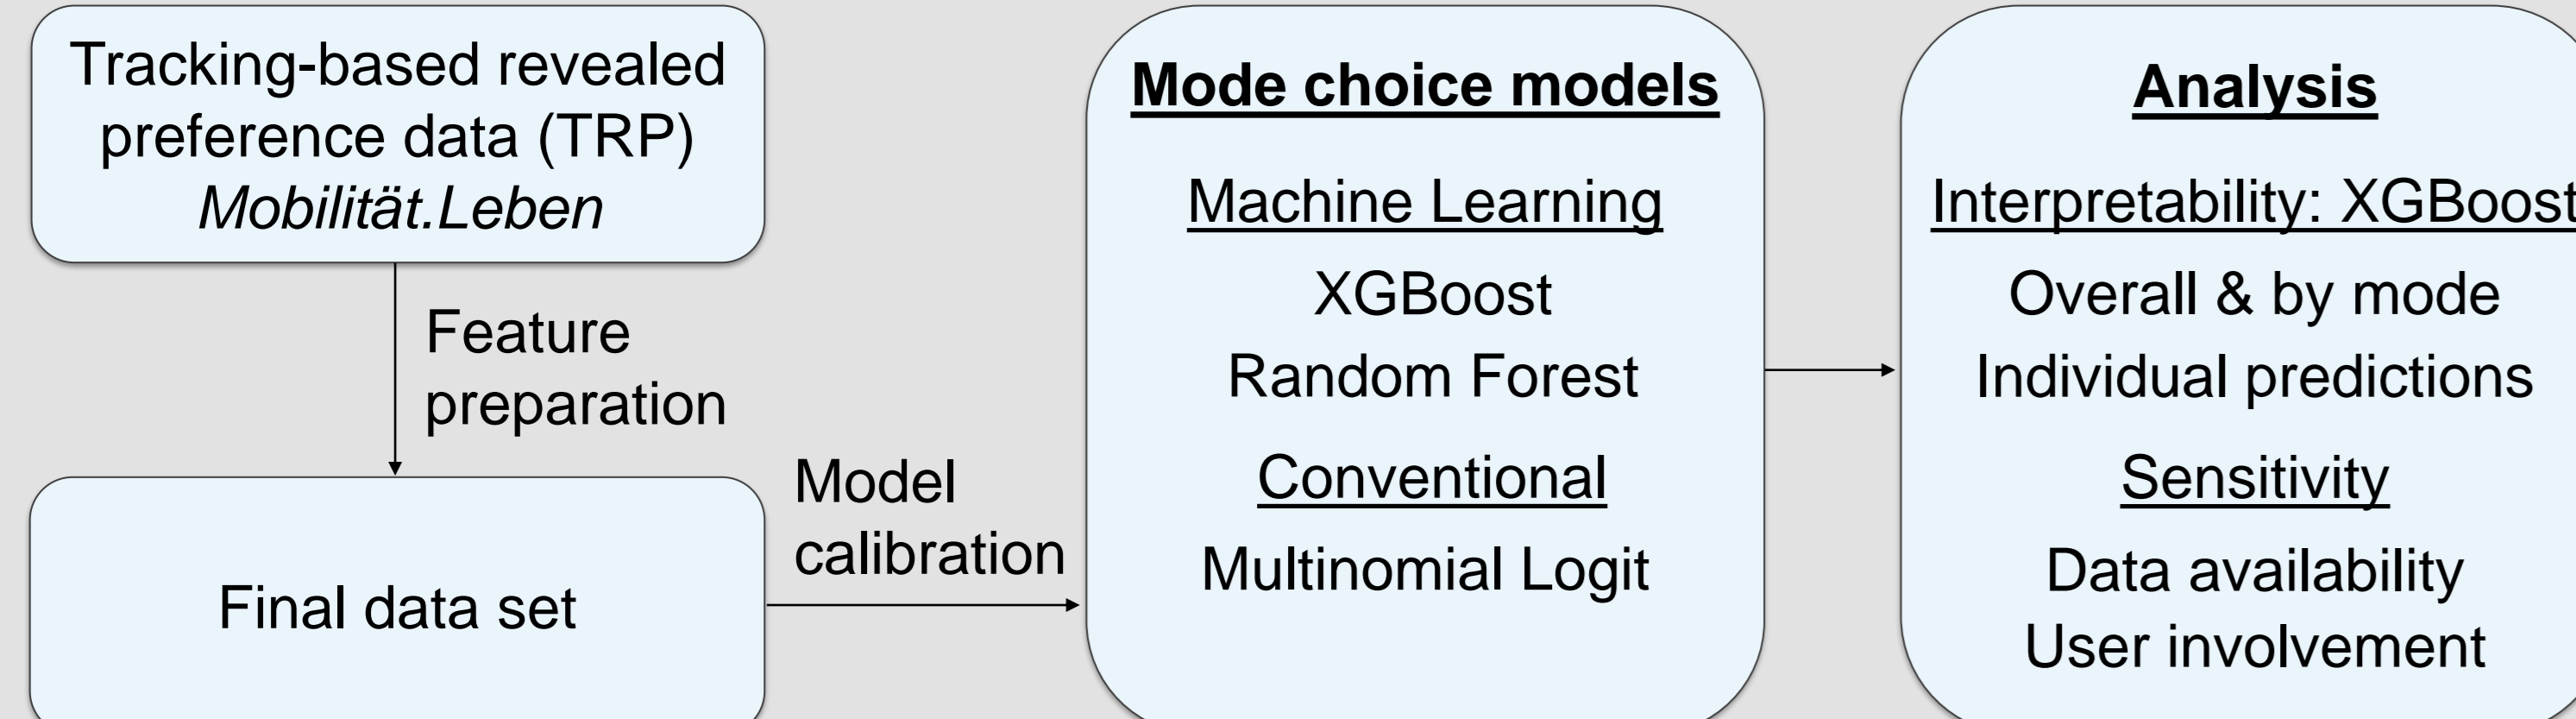 Tracking-based revealed
preference data (TRP)
Mobilität.Leben
Feature
preparation
Final data set
Model
calibration
Mode choice models
Machine Learning
XGBoost
Random Forest
Conventional
Multinomial Logit
Analysis
Interpretability: XGBoost
Overall & by mode
Individual predictions
Sensitivity
Data availability
User involvement